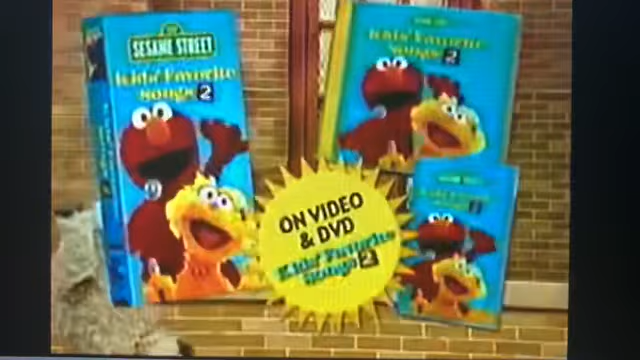 SESAME STREET
Kids' Favorite
Songs 2
Kids' Favorite
Songs 2
ON VIDEO
& DVD
Kids' Favorite
Songs 2